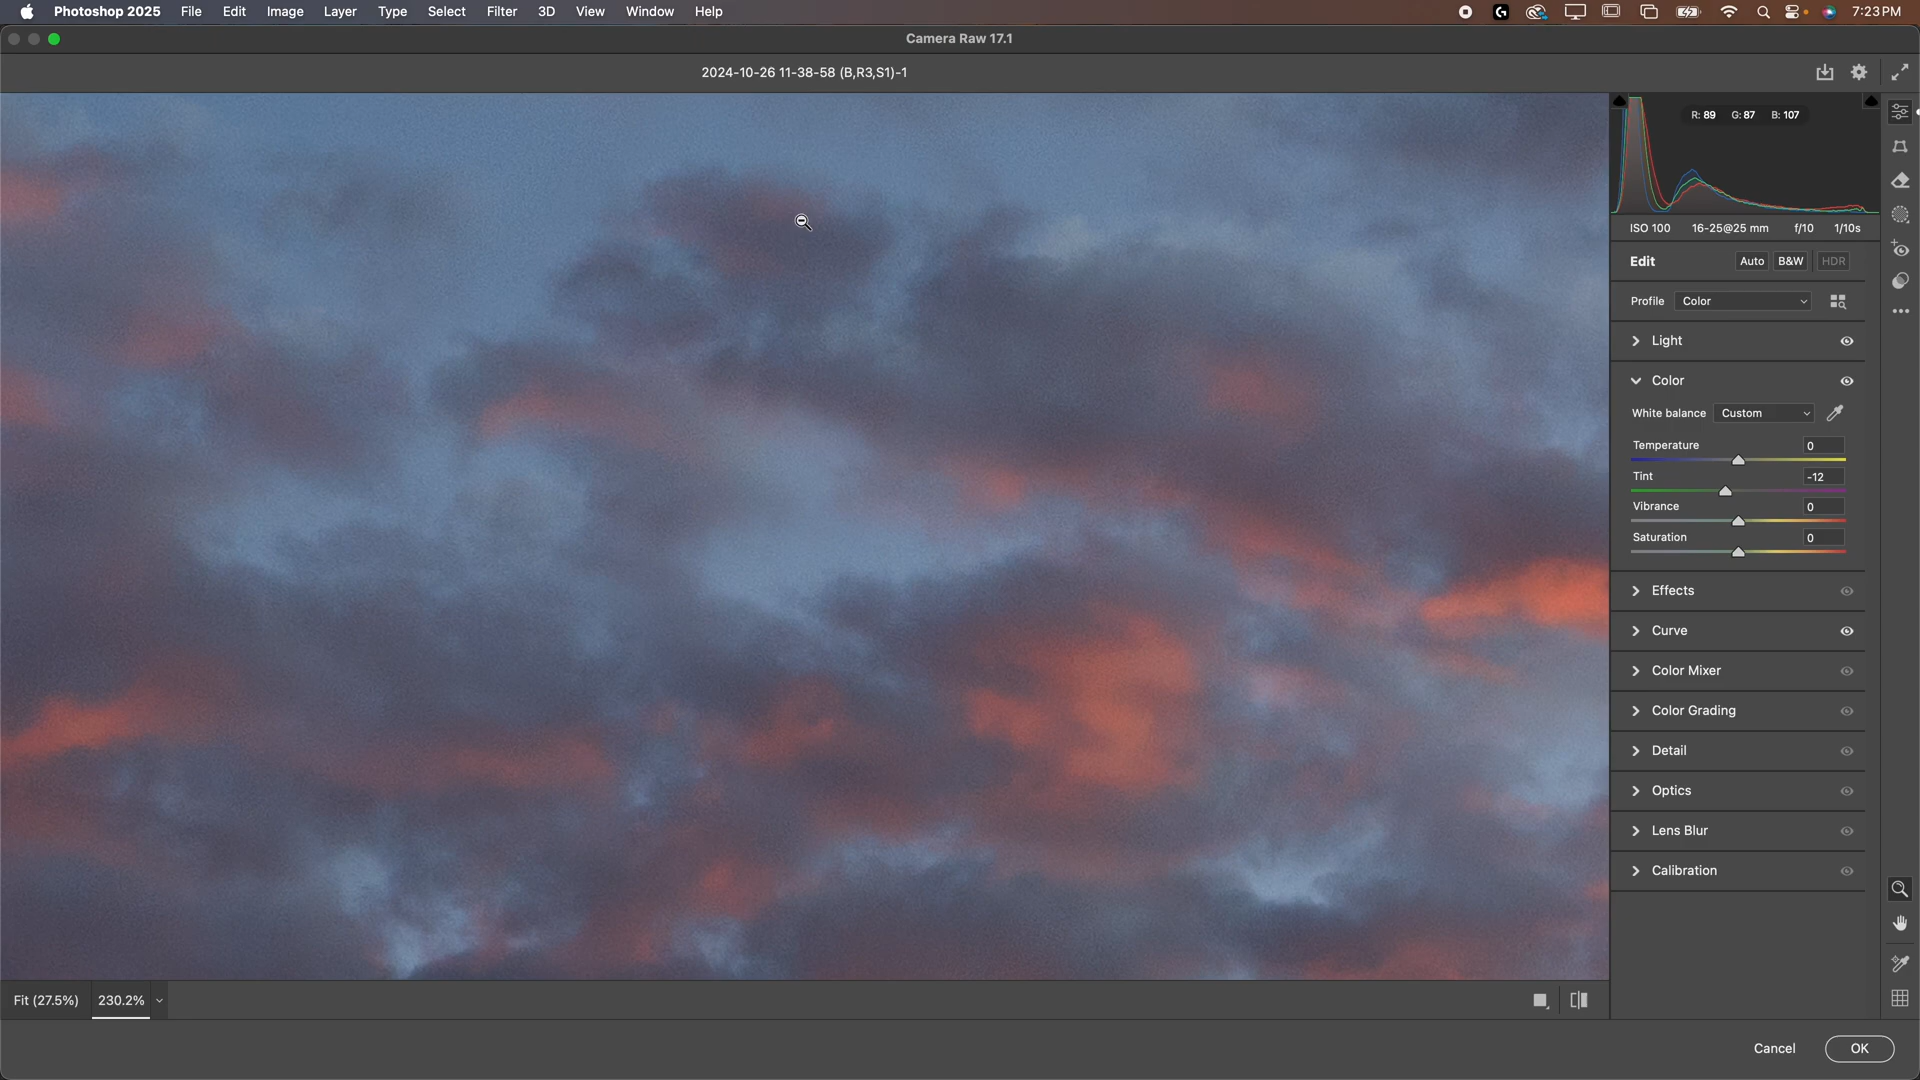 Photoshop 2025 File Edit Image Layer Type Select Filter 3D View Window Help 7:23 PM
Camera Raw 17.1
2024-10-26 11-38-58 (B,R3,S1)-1
R: 89 G: 87 B: 107
ISO 100 16-25@25 mm f/10 1/10s
Edit Auto B&W HDR
Profile Color
Light
Color
White balance Custom
Temperature 0
Tint -12
Vibrance 0
Saturation 0
Effects
Curve
Color Mixer
Color Grading
Detail
Optics
Lens Blur
Calibration
Fit (27.5%) 230.2%
Cancel OK